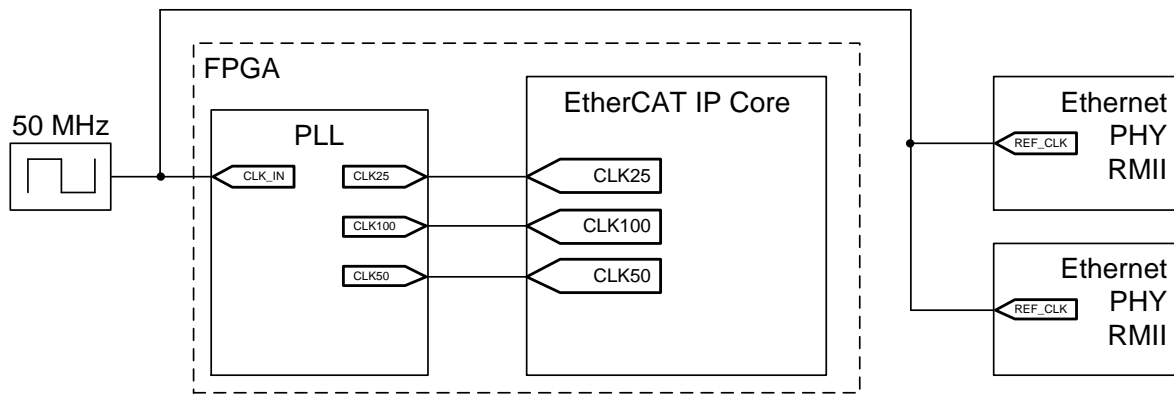 FPGA
50 MHz
PLL
CLK_IN
CLK25
CLK100
CLK50
EtherCAT IP Core
CLK25
CLK100
CLK50
Ethernet
PHY
RMII
REF_CLK
Ethernet
PHY
RMII
REF_CLK